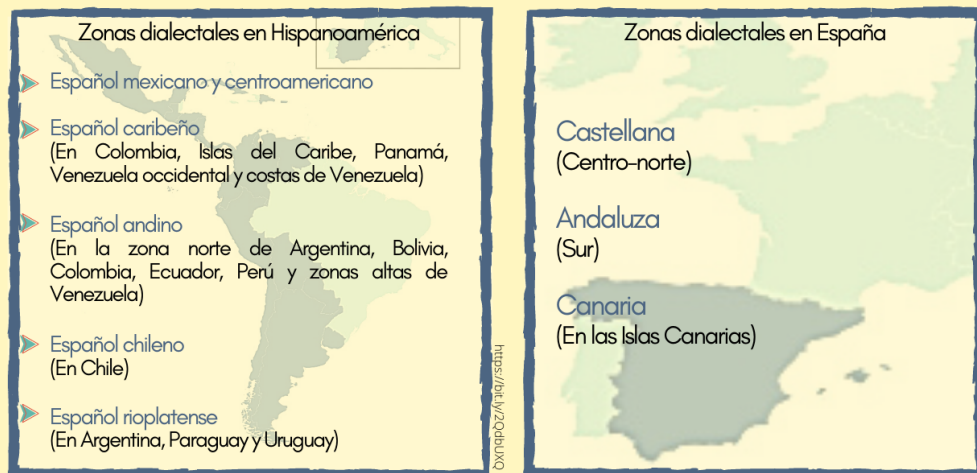 Zonas dialectales en Hispanoamérica
Español mexicano y centroamericano
Español caribeño
(En Colombia, Islas del Caribe, Panamá,
Venezuela occidental y costas de Venezuela)
Español andino
(En la zona norte de Argentina, Bolivia,
Colombia, Ecuador, Perú y zonas altas de
Venezuela)
Español chileno
(En Chile)
Español rioplatense
(En Argentina, Paraguay y Uruguay)
https://bit.ly/2QdbUXQ
Zonas dialectales en España
Castellana
(Centro-norte)
Andaluza
(Sur)
Canaria
(En las Islas Canarias)